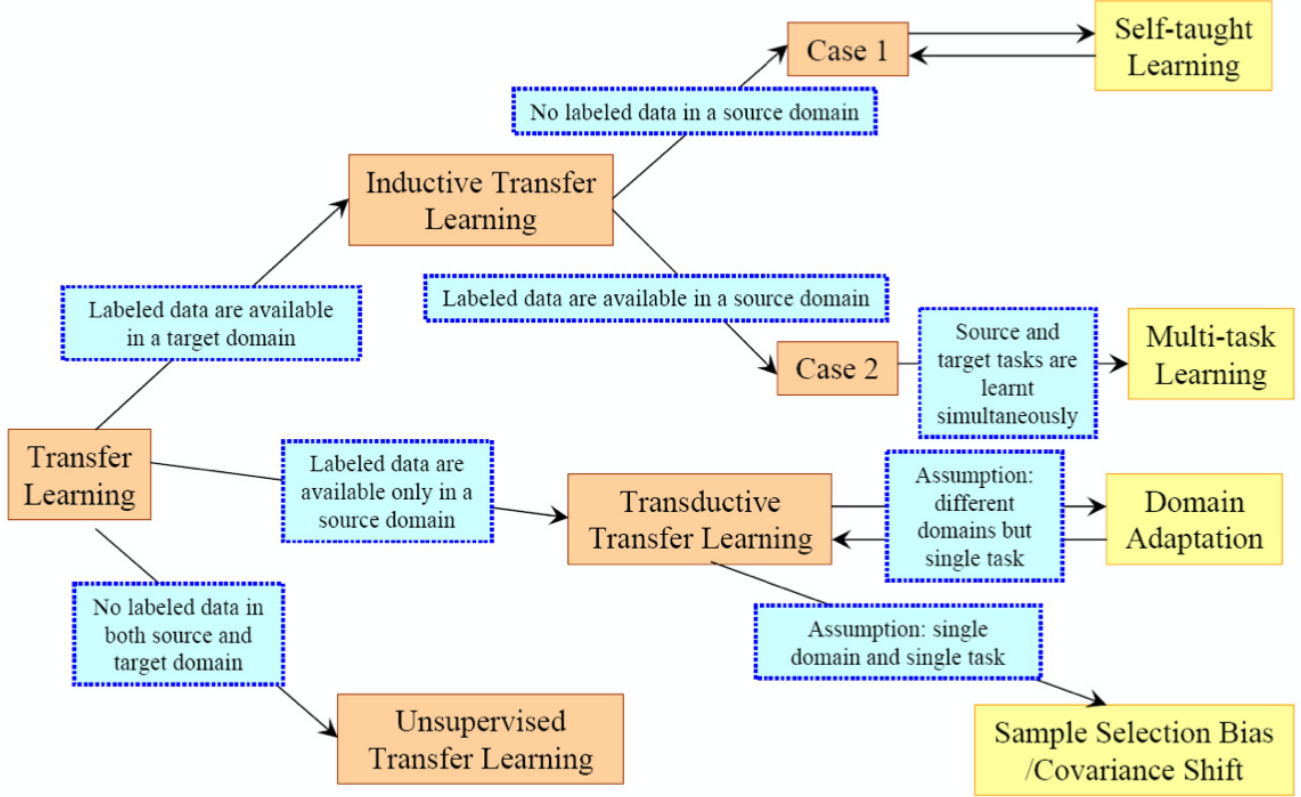 Case 1
Self-taught
Learning
No labeled data in a source domain
Inductive Transfer
Learning
Labeled data are available in a source domain
Labeled data are available
in a target domain
Case 2
Source and
target tasks are
learnt
simultaneously
Multi-task
Learning
Transfer
Learning
Labeled data are
available only in a
source domain
Transductive
Transfer Learning
Assumption:
different
domains but
single task
Domain
Adaptation
No labeled data in
both source and
target domain
Assumption: single
domain and single task
Unsupervised
Transfer Learning
Sample Selection Bias
/Covariance Shift